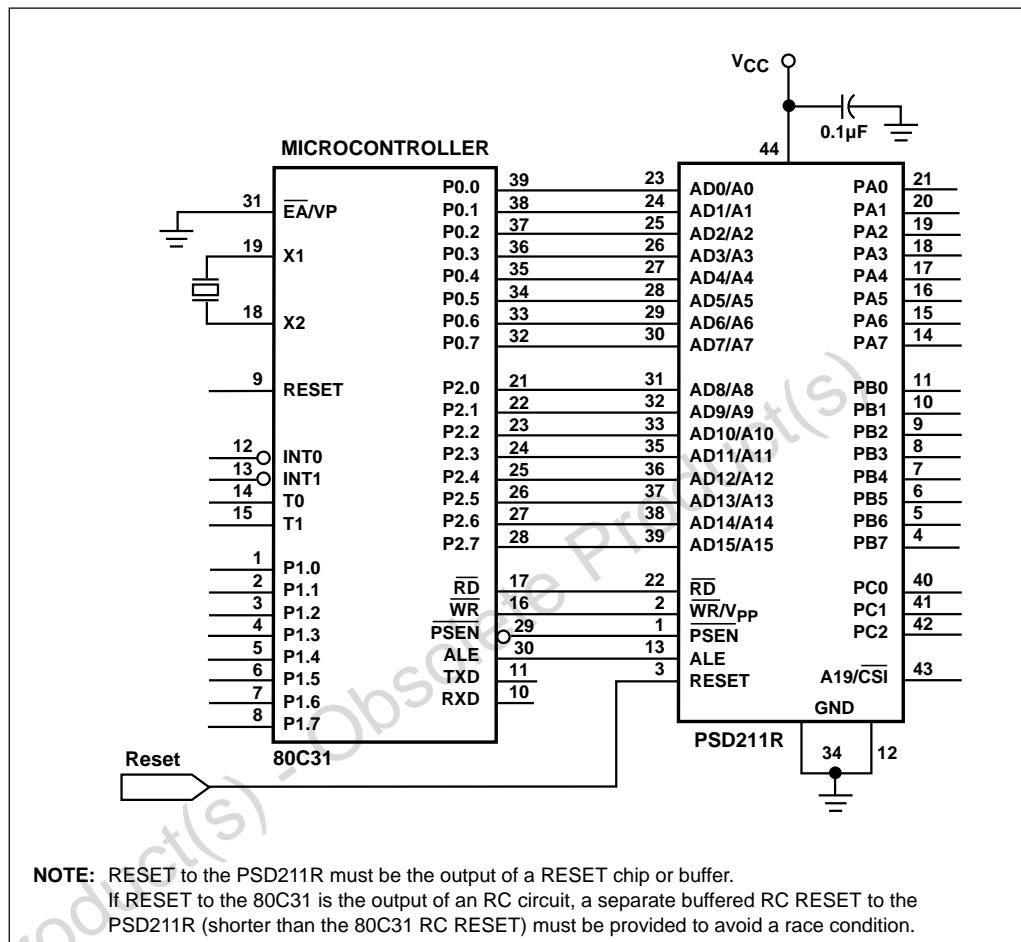 VCC
0.1µF
44
MICROCONTROLLER
31 EA/VP
19 X1
18 X2
9 RESET
12 INT0
13 INT1
14 T0
15 T1
1 P1.0
2 P1.1
3 P1.2
4 P1.3
5 P1.4
6 P1.5
7 P1.6
8 P1.7
P0.0 39
P0.1 38
P0.2 37
P0.3 36
P0.4 35
P0.5 34
P0.6 33
P0.7 32
P2.0 21
P2.1 22
P2.2 23
P2.3 24
P2.4 25
P2.5 26
P2.6 27
P2.7 28
RD 17
WR 16
PSEN 29
ALE 30
TXD 11
RXD 10
80C31
23 AD0/A0
24 AD1/A1
25 AD2/A2
26 AD3/A3
27 AD4/A4
28 AD5/A5
29 AD6/A6
30 AD7/A7
31 AD8/A8
32 AD9/A9
33 AD10/A10
35 AD11/A11
36 AD12/A12
37 AD13/A13
38 AD14/A14
39 AD15/A15
22 RD
2 WR/VPP
1 PSEN
13 ALE
3 RESET
PA0 21
PA1 20
PA2 19
PA3 18
PA4 17
PA5 16
PA6 15
PA7 14
PB0 11
PB1 10
PB2 9
PB3 8
PB4 7
PB5 6
PB6 5
PB7 4
PC0 40
PC1 41
PC2 42
A19/CSI 43
GND
PSD211R
34 12
Reset
NOTE: RESET to the PSD211R must be the output of a RESET chip or buffer.
If RESET to the 80C31 is the output of an RC circuit, a separate buffered RC RESET to the
PSD211R (shorter than the 80C31 RC RESET) must be provided to avoid a race condition.
Product(s) - Obsolete Product(s)